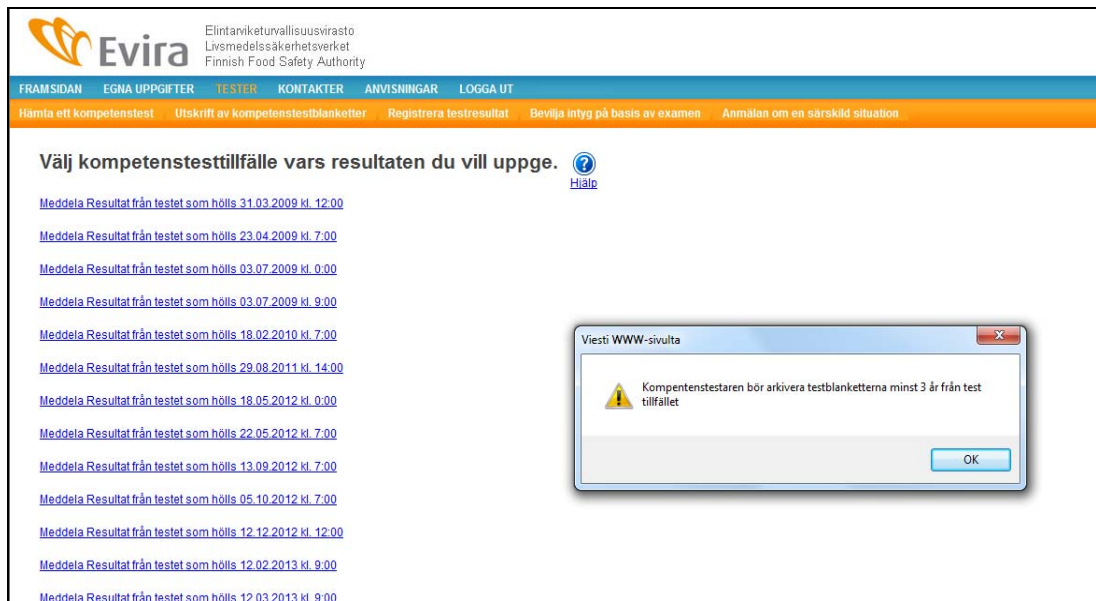 Evira
Elintarviketurvallisuusvirasto
Livsmedelssäkerhetsverket
Finnish Food Safety Authority
FRAMSIDAN EGNA UPPGIFTER TESTER KONTAKTER ANVISNINGAR LOGGA UT
Hämta ett kompetenstest Utskrift av kompetenstestblanketter Registrera testresultat Bevilja intyg på basis av examen Anmälan om en särskild situation
Välj kompetenstesttillfälle vars resultaten du vill uppge.
?
Hjälp
Meddela Resultat från testet som hölls 31.03.2009 kl. 12:00
Meddela Resultat från testet som hölls 23.04.2009 kl. 7:00
Meddela Resultat från testet som hölls 03.07.2009 kl. 0:00
Meddela Resultat från testet som hölls 03.07.2009 kl. 9:00
Meddela Resultat från testet som hölls 18.02.2010 kl. 7:00
Meddela Resultat från testet som hölls 29.08.2011 kl. 14:00
Meddela Resultat från testet som hölls 18.05.2012 kl. 0:00
Meddela Resultat från testet som hölls 22.05.2012 kl. 7:00
Meddela Resultat från testet som hölls 13.09.2012 kl. 7:00
Meddela Resultat från testet som hölls 05.10.2012 kl. 7:00
Meddela Resultat från testet som hölls 12.12.2012 kl. 12:00
Meddela Resultat från testet som hölls 12.02.2013 kl. 9:00
Meddela Resultat från testet som hölls 12.03.2013 kl. 9:00
Viesti WWW-sivulta
Kompentenstestaren bör arkivera testblanketterna minst 3 år från test
tillfället
OK